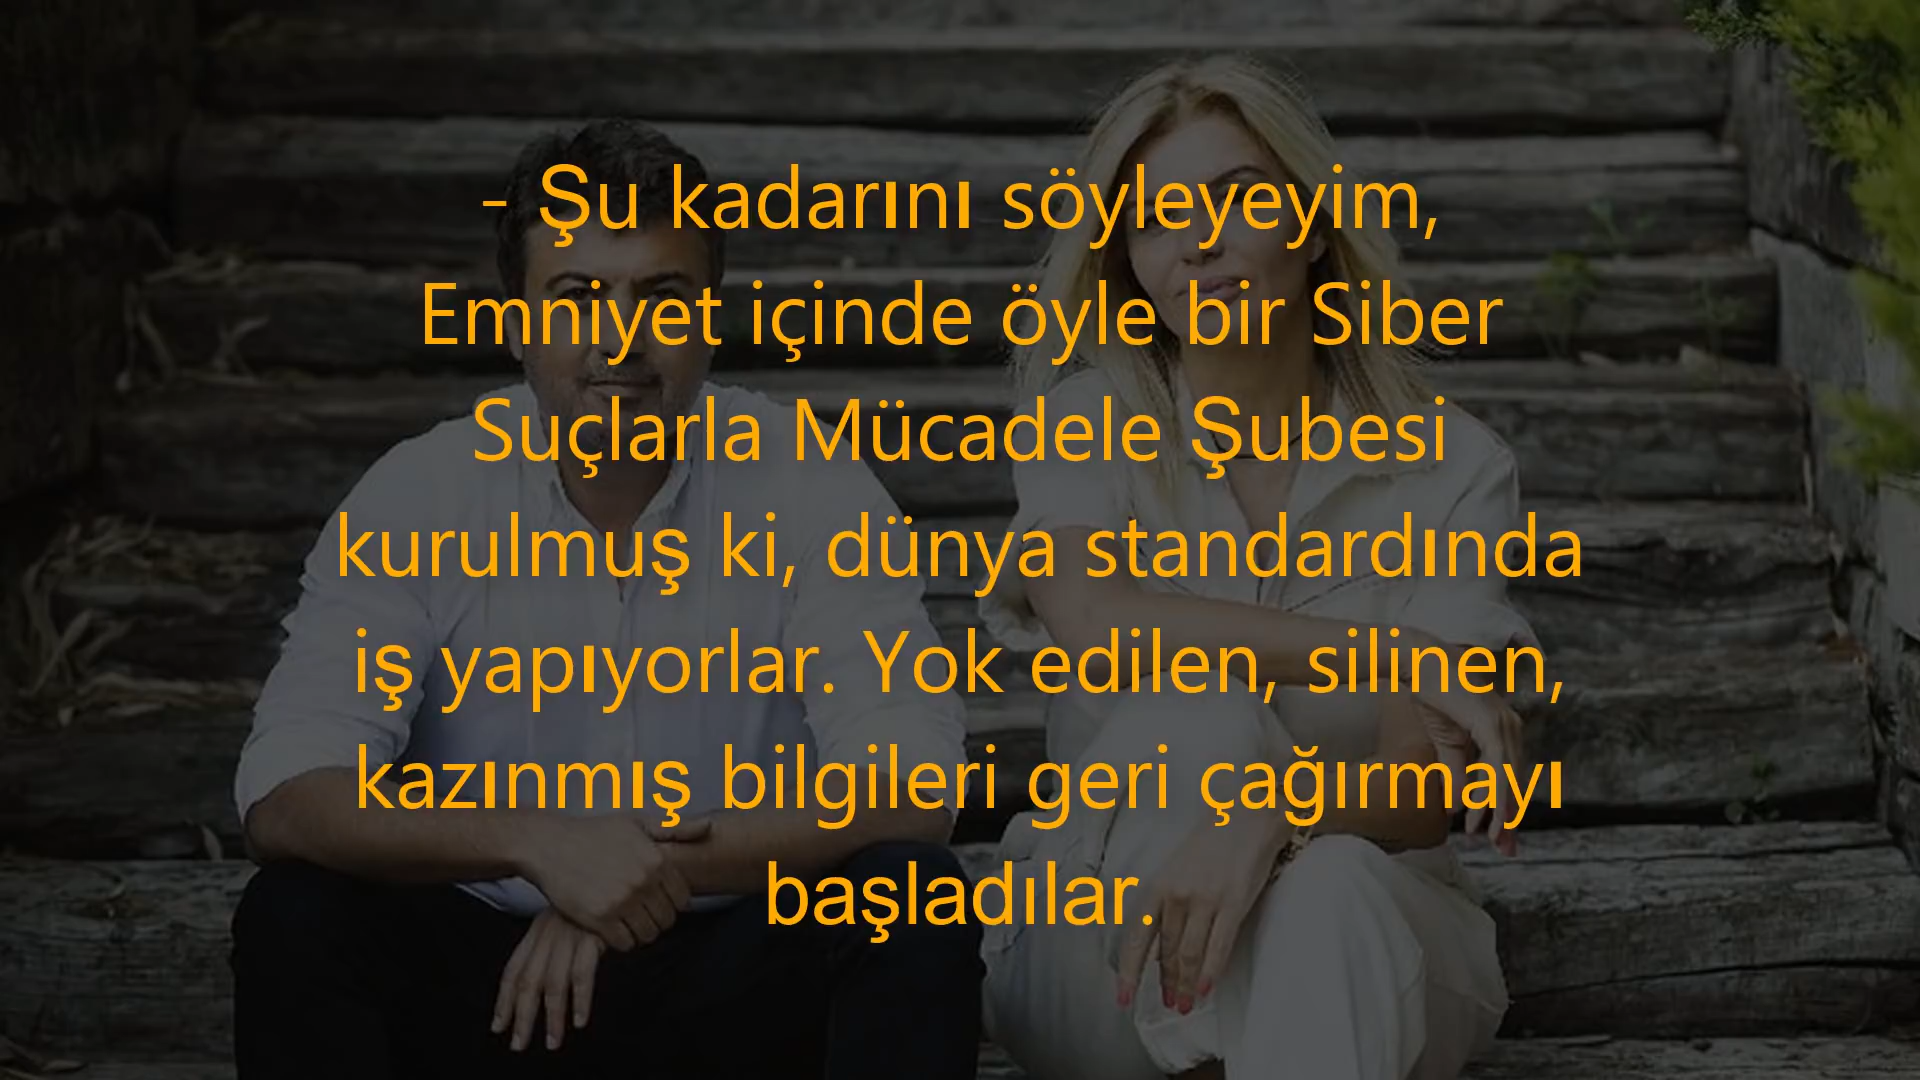 - Şu kadarını söyleyeyim,
Emniyet içinde öyle bir Siber
Suçlarla Mücadele Şubesi
kurulmuş ki, dünya standardında
iş yapıyorlar. Yok edilen, silinen,
kazınmış bilgileri geri çağırmayı
başladılar.